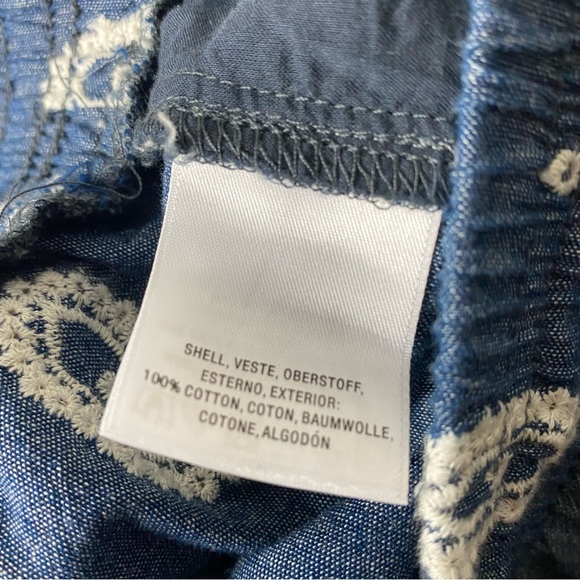 SHELL, VESTE, OBERSTOFF,
ESTERNO, EXTERIOR:
100% COTTON, COTON, BAUMWOLLE,
COTONE, ALGODÓN